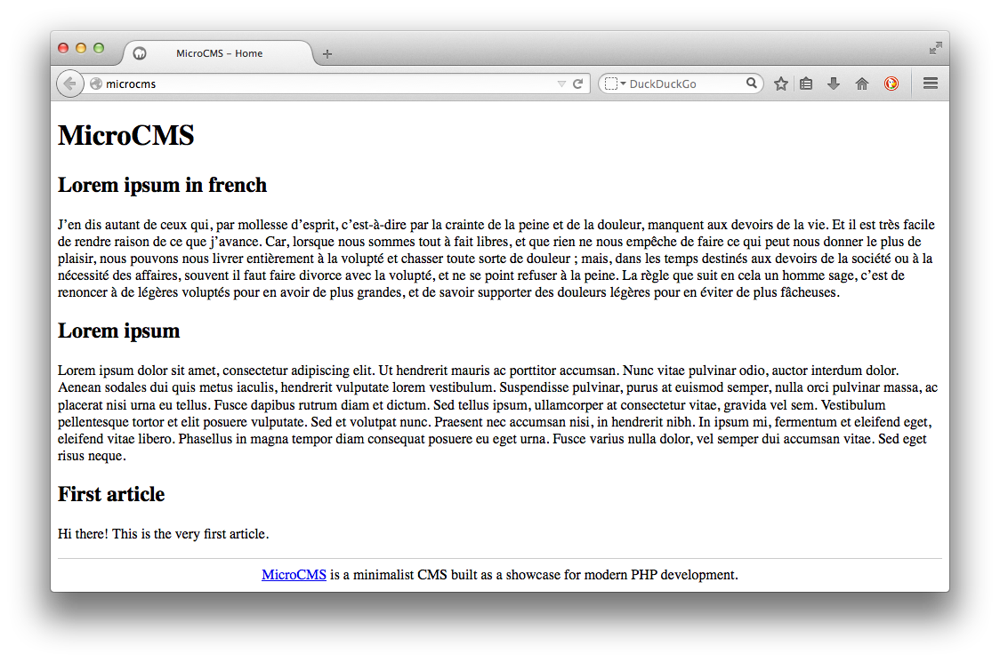 MicroCMS – Home
microcms
DuckDuckGo
MicroCMS
Lorem ipsum in french
J’en dis autant de ceux qui, par mollesse d’esprit, c’est-à-dire par la crainte de la peine et de la douleur, manquent aux devoirs de la vie. Et il est très facile
de rendre raison de ce que j’avance. Car, lorsque nous sommes tout à fait libres, et que rien ne nous empêche de faire ce qui peut nous donner le plus de
plaisir, nous pouvons nous livrer entièrement à la volupté et chasser toute sorte de douleur ; mais, dans les temps destinés aux devoirs de la société ou à la
nécessité des affaires, souvent il faut faire divorce avec la volupté, et ne se point refuser à la peine. La règle que suit en cela un homme sage, c’est de
renoncer à de légères voluptés pour en avoir de plus grandes, et de savoir supporter des douleurs légères pour en éviter de plus fâcheuses.
Lorem ipsum
Lorem ipsum dolor sit amet, consectetur adipiscing elit. Ut hendrerit mauris ac porttitor accumsan. Nunc vitae pulvinar odio, auctor interdum dolor.
Aenean sodales dui quis metus iaculis, hendrerit vulputate lorem vestibulum. Suspendisse pulvinar, purus at euismod semper, nulla orci pulvinar massa, ac
placerat nisi urna eu tellus. Fusce dapibus rutrum diam et dictum. Sed tellus ipsum, ullamcorper at consectetur vitae, gravida vel sem. Vestibulum
pellentesque tortor et elit posuere vulputate. Sed et volutpat nunc. Praesent nec accumsan nisi, in hendrerit nibh. In ipsum mi, fermentum et eleifend eget,
eleifend vitae libero. Phasellus in magna tempor diam consequat posuere eu eget urna. Fusce varius nulla dolor, vel semper dui accumsan vitae. Sed eget
risus neque.
First article
Hi there! This is the very first article.
MicroCMS is a minimalist CMS built as a showcase for modern PHP development.